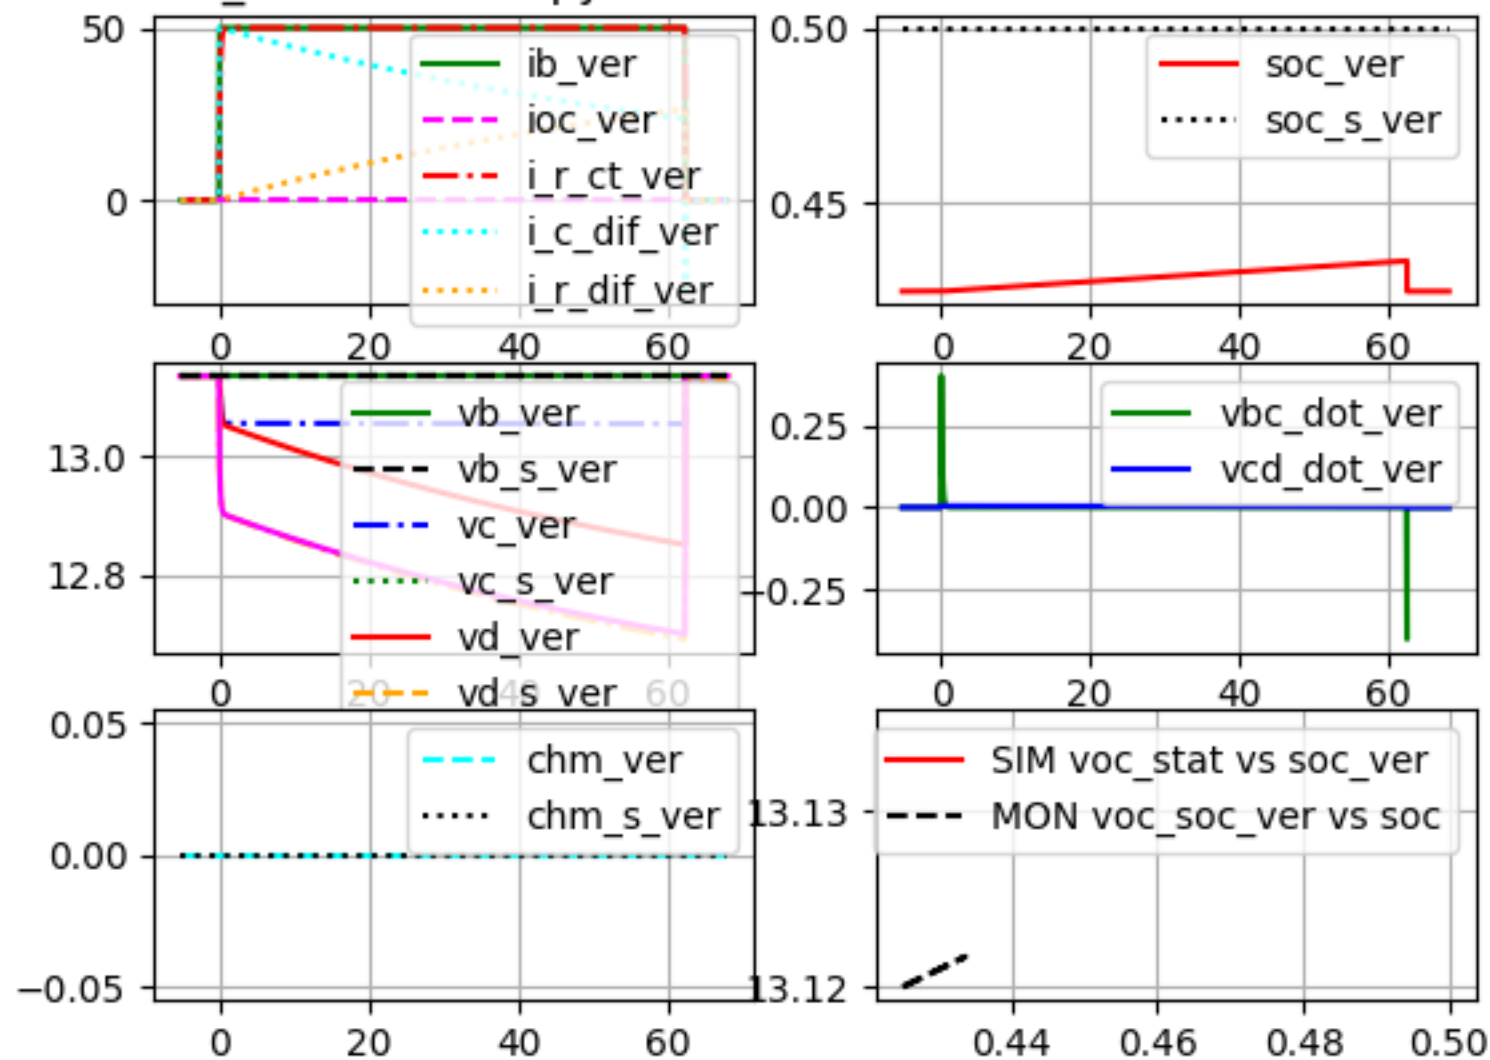 50
0
ib_ver
ioc_ver
i_r_ct_ver
i_c_dif_ver
i_r_dif_ver
0 20 40 60
0.50
0.45
soc_ver
soc_s_ver
0 20 40 60
13.0
12.8
vb_ver
vb_s_ver
vc_ver
vc_s_ver
vd_ver
vd_s_ver
0 20 40 60
0.25
0.00
−0.25
vbc_dot_ver
vcd_dot_ver
0 20 40 60
0.05
0.00
−0.05
chm_ver
chm_s_ver
0 20 40 60
13.13
13.12
SIM voc_stat vs soc_ver
MON voc_soc_ver vs soc
0.44 0.46 0.48 0.50